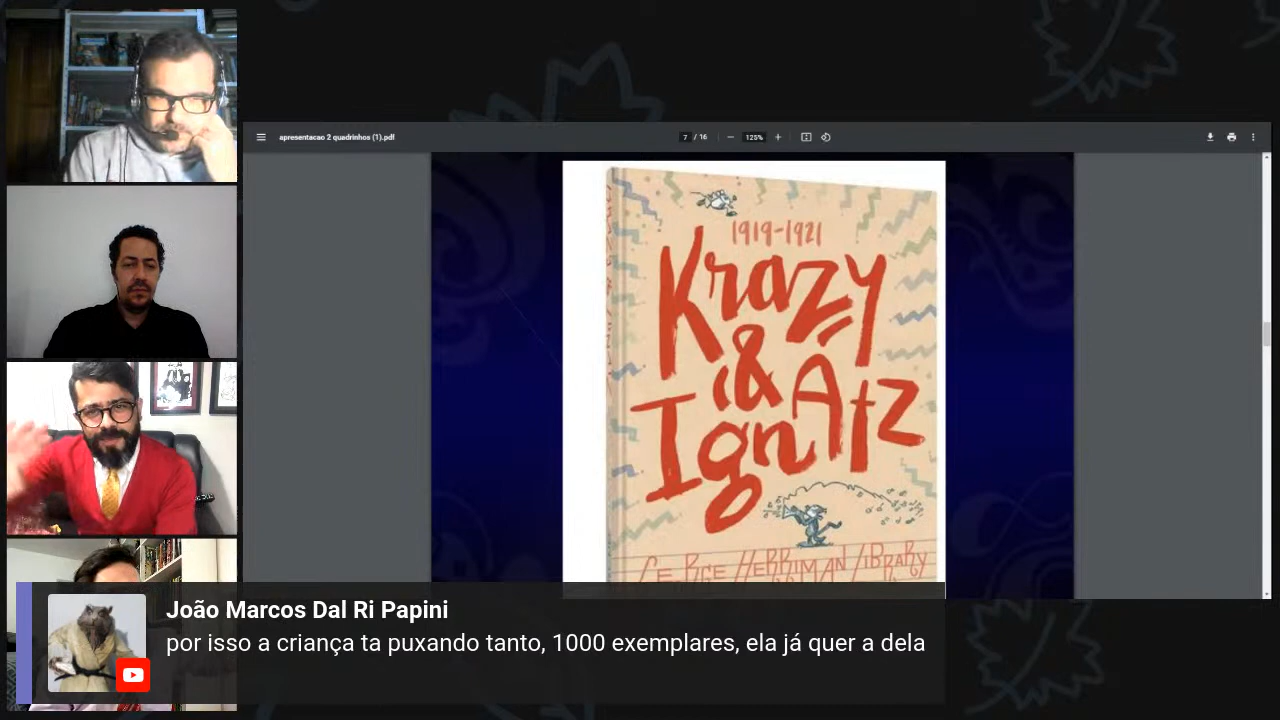 apresentacao 2 quadrinhos (1).pdf
7 / 16
125%
1919-1921
Krazy
&
IgnAtz
GEORGE HERRIMAN LIBRARY
João Marcos Dal Ri Papini
por isso a criança ta puxando tanto, 1000 exemplares, ela já quer a dela